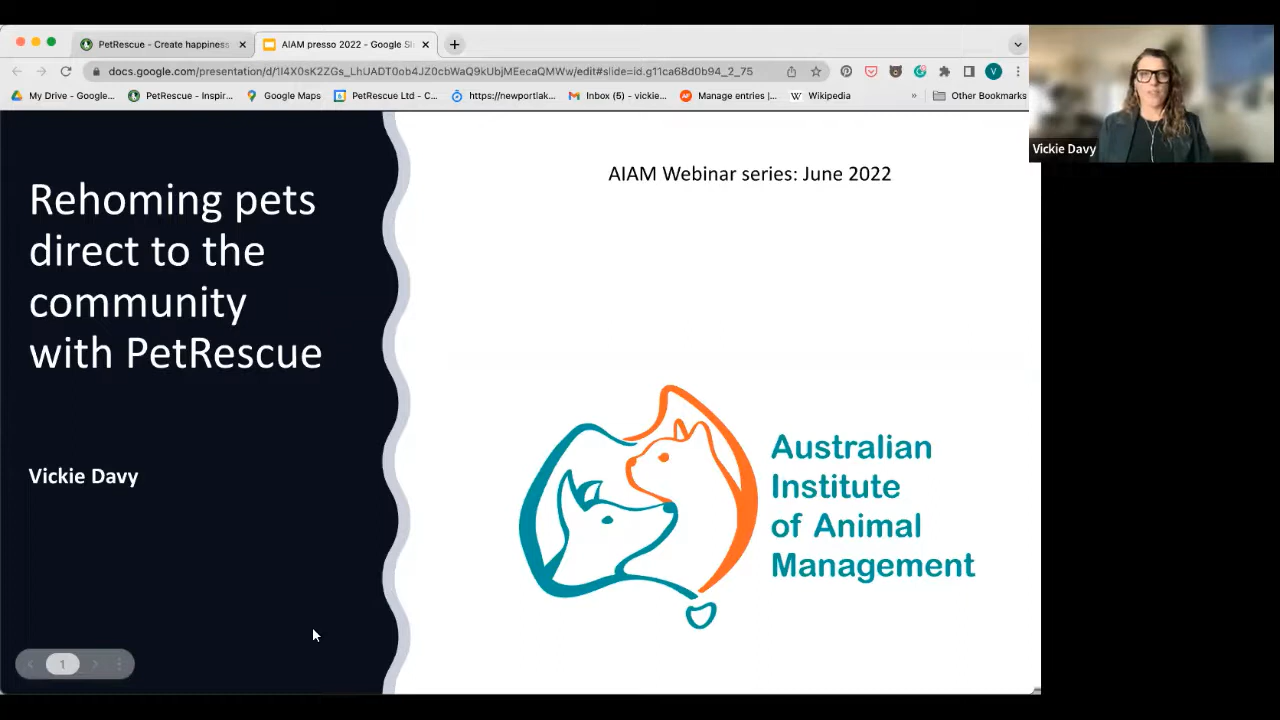 PetRescue - Create happiness
AIAM presso 2022 - Google Sl
docs.google.com/presentation/d/1I4X0sK2ZGs_LhUADT0ob4JZ0cbWaQ9kUbjMEecaQMWw/edit#slide=id.g11ca68d0b94_2_75
V
My Drive - Google...
PetRescue - Inspir...
Google Maps
PetRescue Ltd - C...
https://newportlak...
Inbox (5) - vickie...
Manage entries |...
Wikipedia
»
Other Bookmarks
Vickie Davy
Rehoming pets
direct to the
community
with PetRescue
Vickie Davy
1
AIAM Webinar series: June 2022
Australian
Institute
of Animal
Management